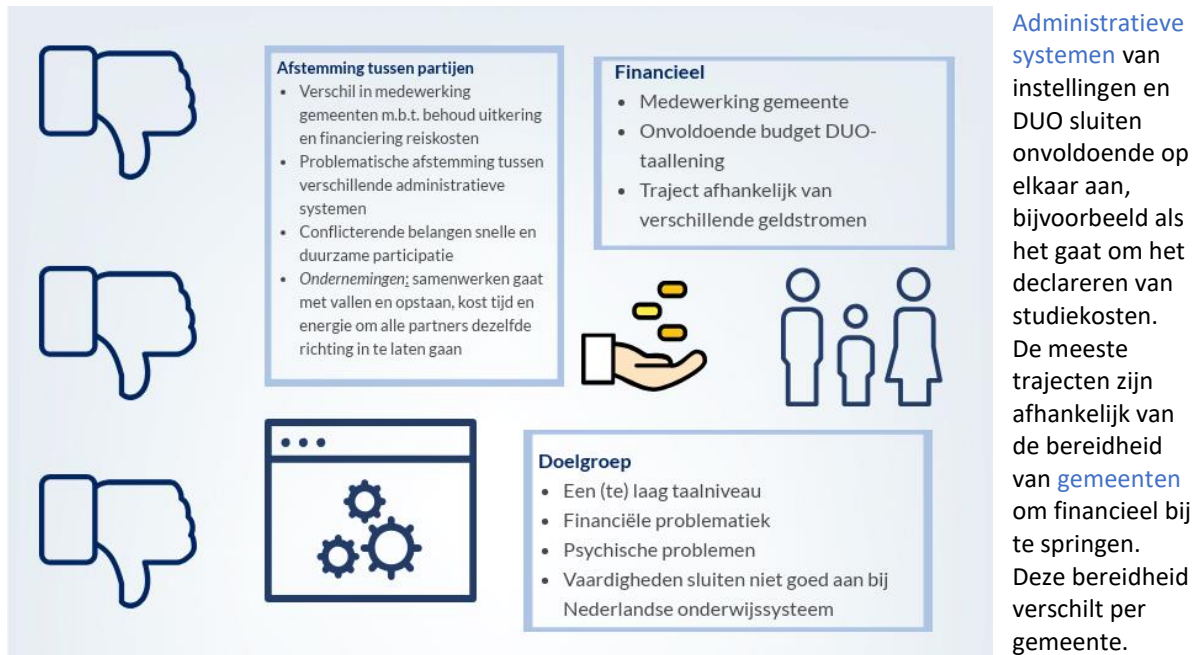 Afstemming tussen partijen
• Verschil in medewerking
gemeenten m.b.t. behoud uitkering
en financiering reiskosten
• Problematische afstemming tussen
verschillende administratieve
systemen
• Conflicterende belangen snelle en
duurzame participatie
• Ondernemingen: samenwerken gaat
met vallen en opstaan, kost tijd en
energie om alle partners dezelfde
richting in te laten gaan
Financieel
• Medewerking gemeente
• Onvoldoende budget DUO-
taallening
• Traject afhankelijk van
verschillende geldstromen
Doelgroep
• Een (te) laag taalniveau
• Financiële problematiek
• Psychische problemen
• Vaardigheden sluiten niet goed aan bij
Nederlandse onderwijssysteem
Administratieve
systemen van
instellingen en
DUO sluiten
onvoldoende op
elkaar aan,
bijvoorbeeld als
het gaat om het
declareren van
studiekosten.
De meeste
trajecten zijn
afhankelijk van
de bereidheid
van gemeenten
om financieel bij
te springen.
Deze bereidheid
verschilt per
gemeente.